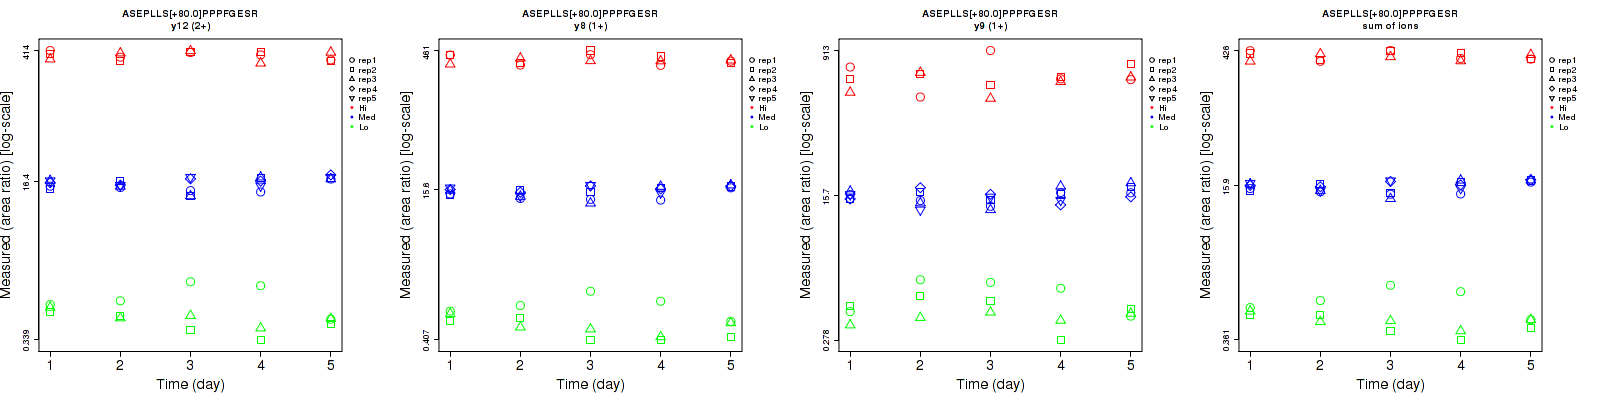 ASEPLLS[+80.0]PPPFGESR
y12 (2+)
Measured (area ratio) [log-scale]
414
16.4
0.339
1 2 3 4 5
Time (day)
rep1
rep2
rep3
rep4
rep5
Hi
Med
Lo
ASEPLLS[+80.0]PPPFGESR
y8 (1+)
Measured (area ratio) [log-scale]
461
15.6
0.407
1 2 3 4 5
Time (day)
rep1
rep2
rep3
rep4
rep5
Hi
Med
Lo
ASEPLLS[+80.0]PPPFGESR
y9 (1+)
Measured (area ratio) [log-scale]
913
15.7
0.278
1 2 3 4 5
Time (day)
rep1
rep2
rep3
rep4
rep5
Hi
Med
Lo
ASEPLLS[+80.0]PPPFGESR
sum of ions
Measured (area ratio) [log-scale]
426
15.9
0.381
1 2 3 4 5
Time (day)
rep1
rep2
rep3
rep4
rep5
Hi
Med
Lo